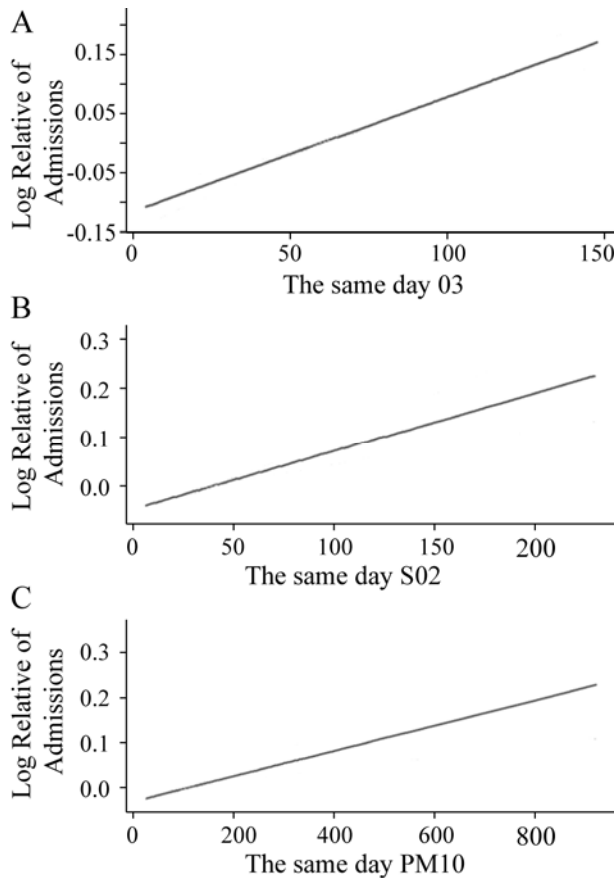 A
Log Relative of
Admissions
0.15
0.05
-0.05
-0.15
0
50
100
150
The same day 03
B
Log Relative of
Admissions
0.3
0.2
0.1
0.0
0
50
100
150
200
The same day S02
C
Log Relative of
Admissions
0.3
0.2
0.1
0.0
0
200
400
600
800
The same day PM10